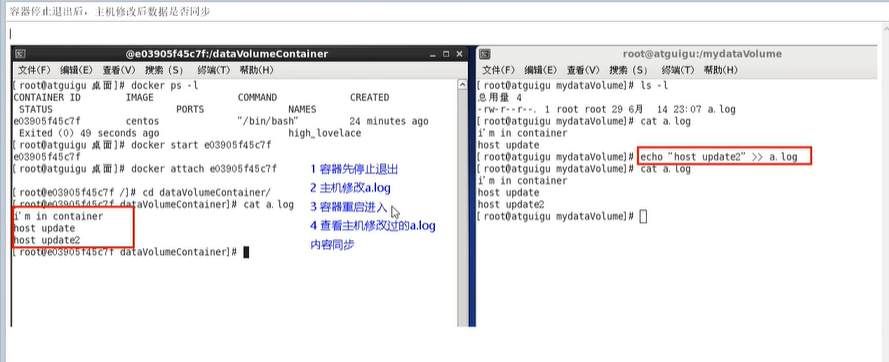 容器停止退出后，主机修改后数据是否同步
@e03905f45c7f:/dataVolumeContainer
文件(F) 编辑(E) 查看(V) 搜索 (S) 终端(T) 帮助(H)
[root@atguigu 桌面]# docker ps -l
CONTAINER ID IMAGE COMMAND CREATED
STATUS PORTS NAMES
e03905f45c7f centos "/bin/bash" 24 minutes ago
Exited (0) 49 seconds ago high_lovelace
[root@atguigu 桌面]# docker start e03905f45c7f
e03905f45c7f
[root@atguigu 桌面]# docker attach e03905f45c7f
[root@e03905f45c7f /]# cd dataVolumeContainer/
[root@e03905f45c7f dataVolumeContainer]# cat a.log
i'm in container
host update
host update2
[root@e03905f45c7f dataVolumeContainer]#
1 容器先停止退出
2 主机修改a.log
3 容器重启进入
4 查看主机修改过的a.log
内容同步
root@atguigu:/mydataVolume
文件(F) 编辑(E) 查看(V) 搜索 (S) 终端(T) 帮助(H)
[root@atguigu mydataVolume]# ls -l
总用量 4
-rw-r--r--. 1 root root 29 6月 14 23:07 a.log
[root@atguigu mydataVolume]# cat a.log
i'm in container
host update
[root@atguigu mydataVolume]# echo "host update2" >> a.log
[root@atguigu mydataVolume]# cat a.log
i'm in container
host update
host update2
[root@atguigu mydataVolume]#